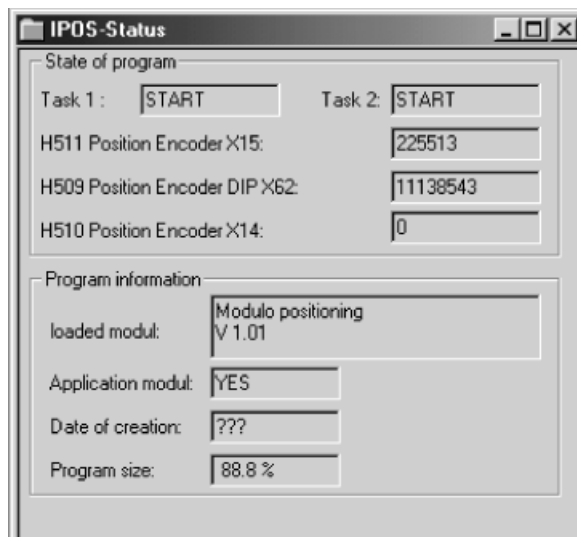 IPOS-Status
State of program
Task 1 : START Task 2: START
H511 Position Encoder X15: 225513
H509 Position Encoder DIP X62: 11138543
H510 Position Encoder X14: 0
Program information
loaded modul: Modulo positioning
V 1.01
Application modul: YES
Date of creation: ???
Program size: 88.8 %